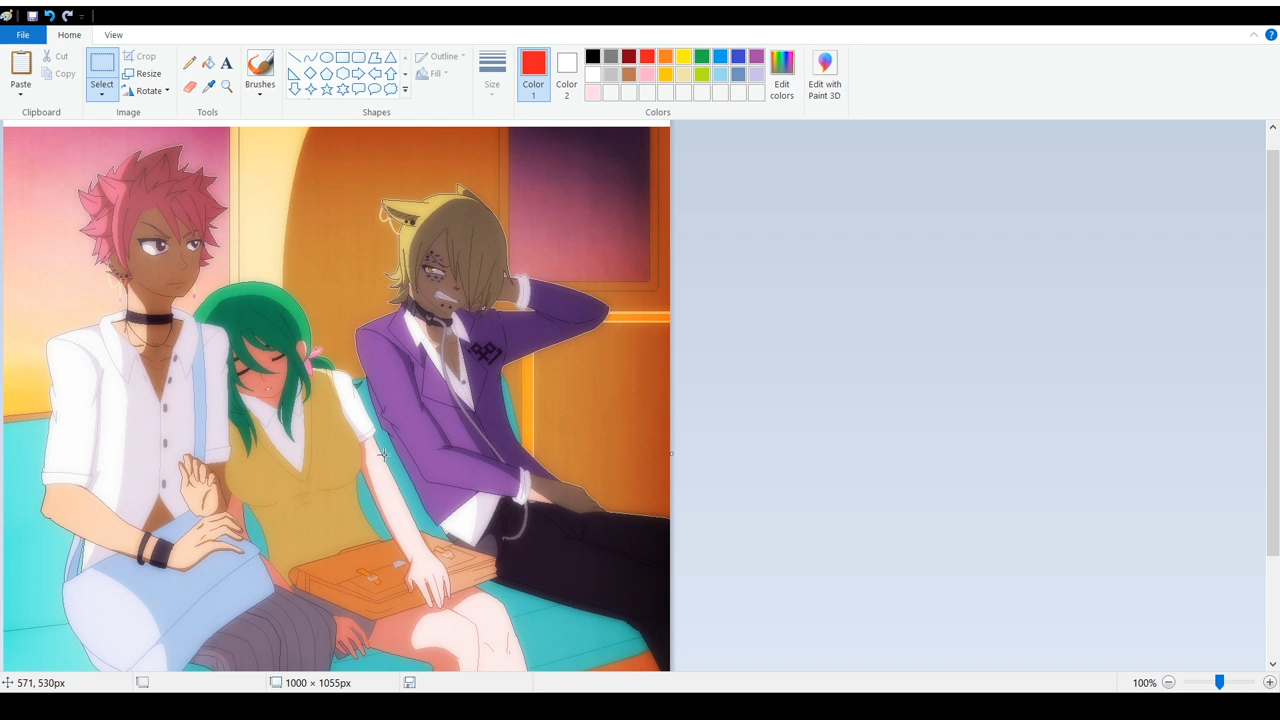 File Home View
Paste
Cut
Copy
Clipboard
Select
Crop
Resize
Rotate
Image
Tools
Brushes
Shapes
Outline
Fill
Size
Color 1
Color 2
Colors
Edit colors
Edit with Paint 3D
571, 530px
1000 × 1055px
100%